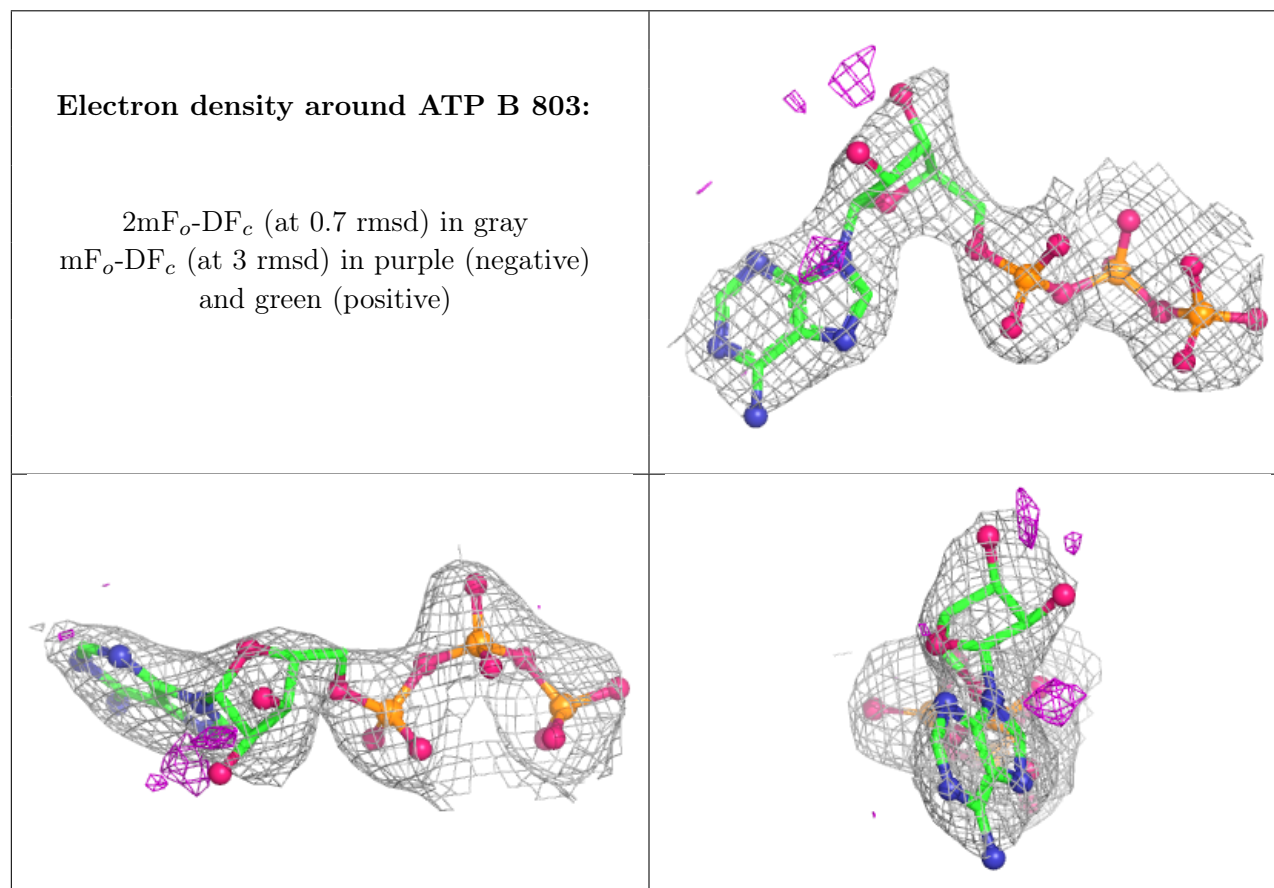 Electron density around ATP B 803:
2mFo-DFc (at 0.7 rmsd) in gray
mFo-DFc (at 3 rmsd) in purple (negative)
and green (positive)